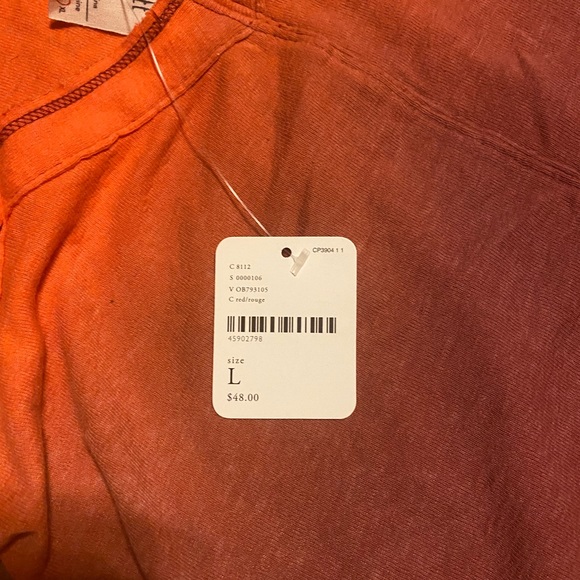 CP3904 1 1
C 8112
S 0000106
V OB793105
C red/rouge
45902798
size
L
$48.00